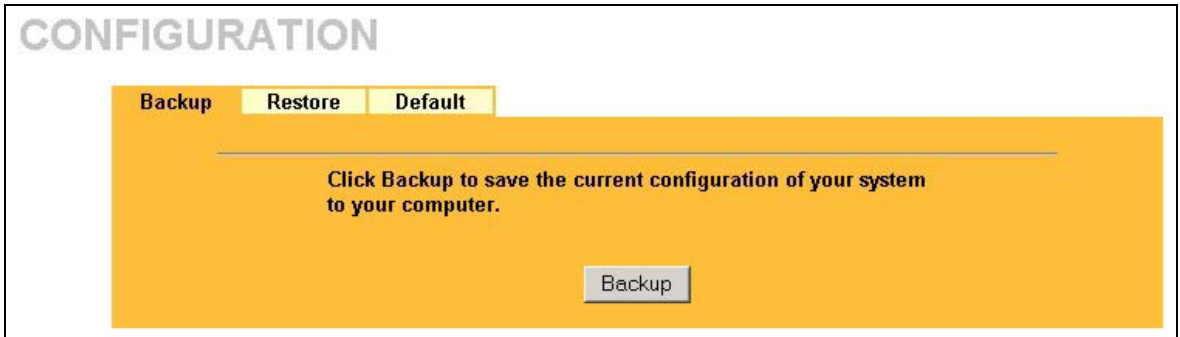 CONFIGURATION
Backup Restore Default
Click Backup to save the current configuration of your system
to your computer.
Backup